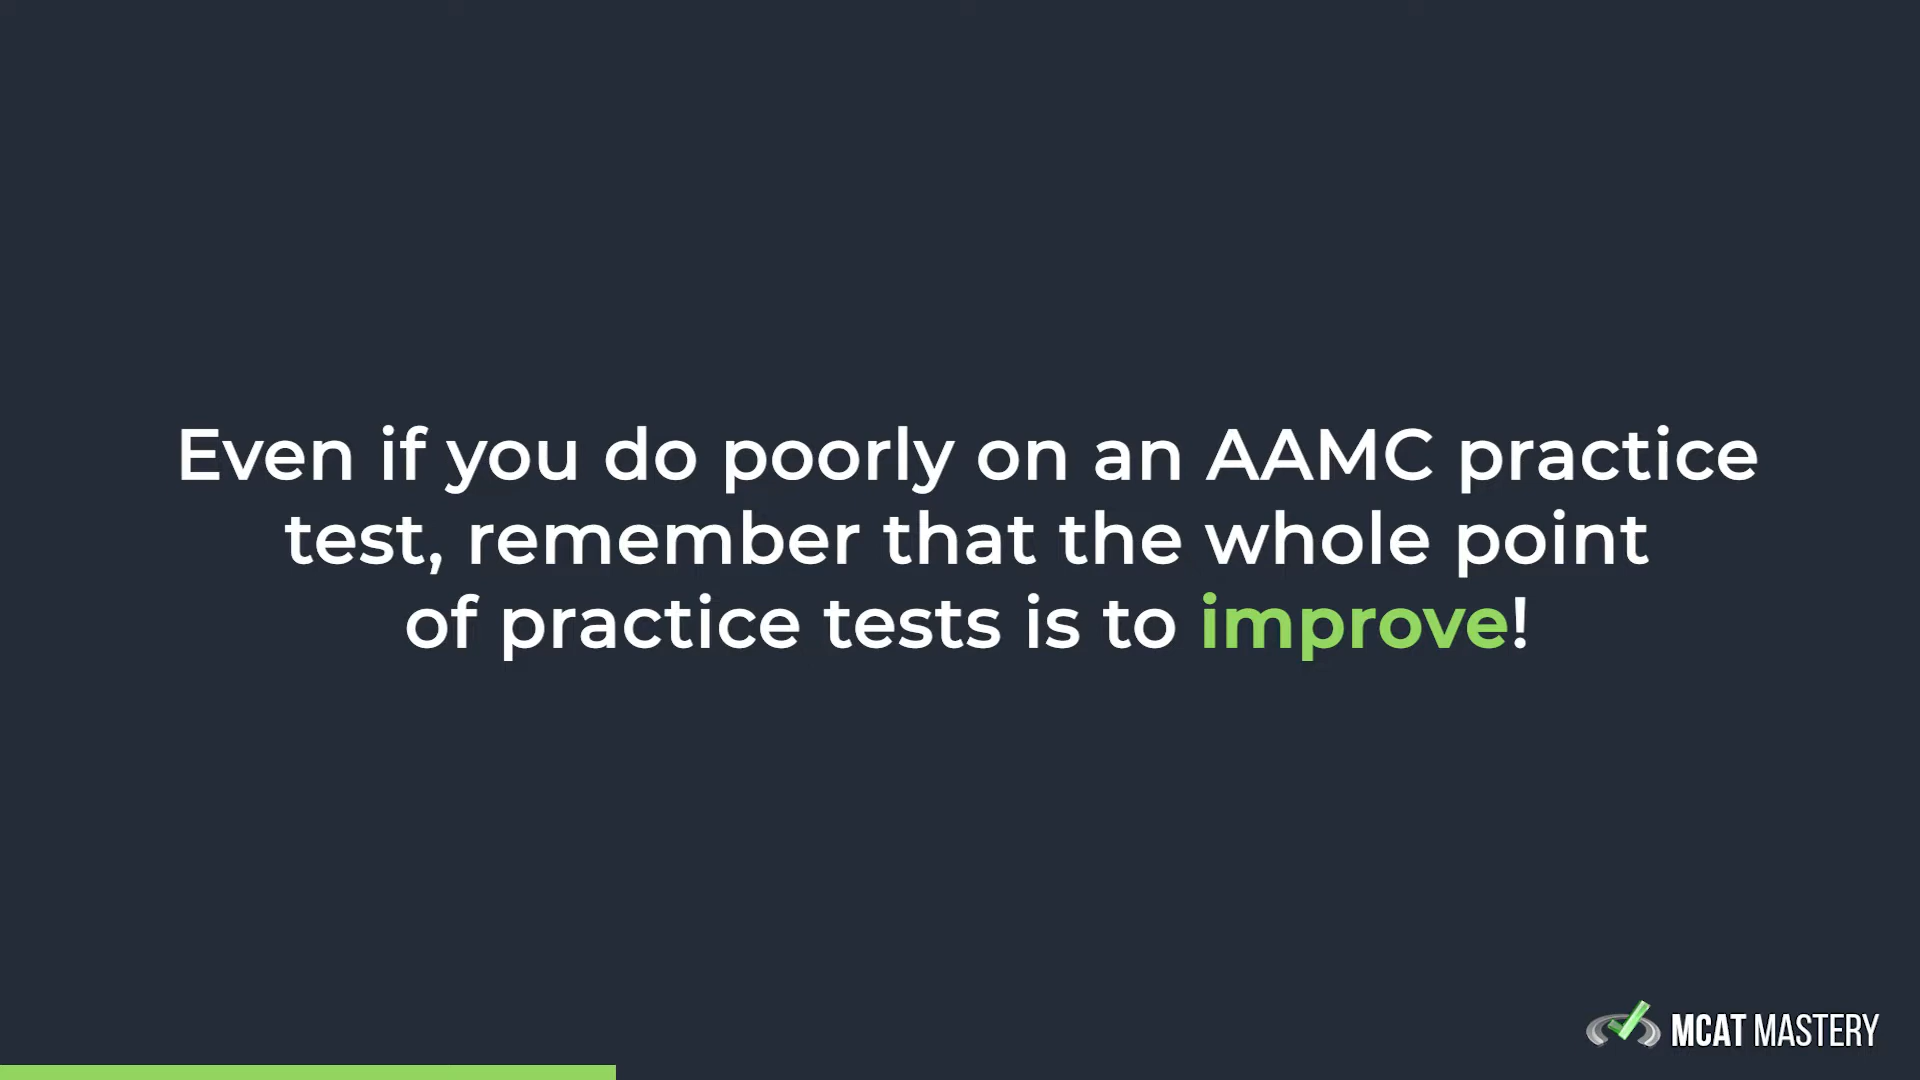 Even if you do poorly on an AAMC practice
test, remember that the whole point
of practice tests is to improve!
MCAT MASTERY